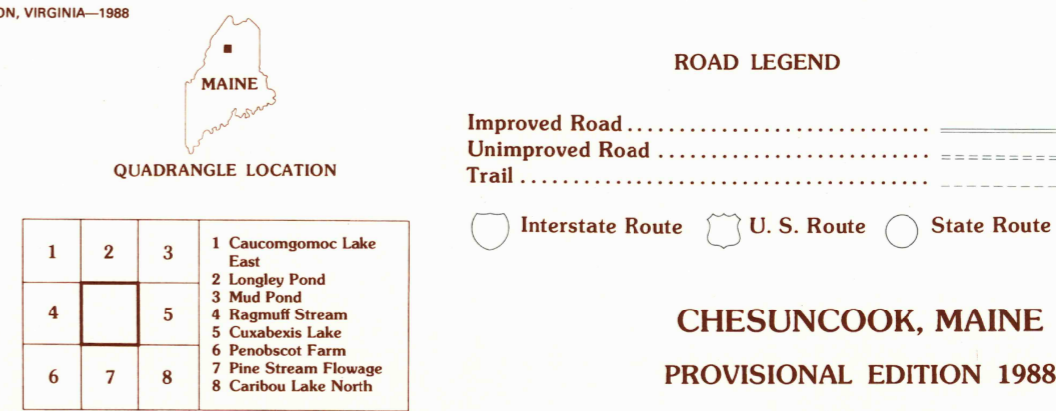 ON, VIRGINIA—1988
MAINE
QUADRANGLE LOCATION
1 2 3
4 5
6 7 8
1 Caucomgomoc Lake
East
2 Longley Pond
3 Mud Pond
4 Ragmuff Stream
5 Cuxabexis Lake
6 Penobscot Farm
7 Pine Stream Flowage
8 Caribou Lake North
ROAD LEGEND
Improved Road
Unimproved Road
Trail
Interstate Route U. S. Route State Route
CHESUNCOOK, MAINE
PROVISIONAL EDITION 1988